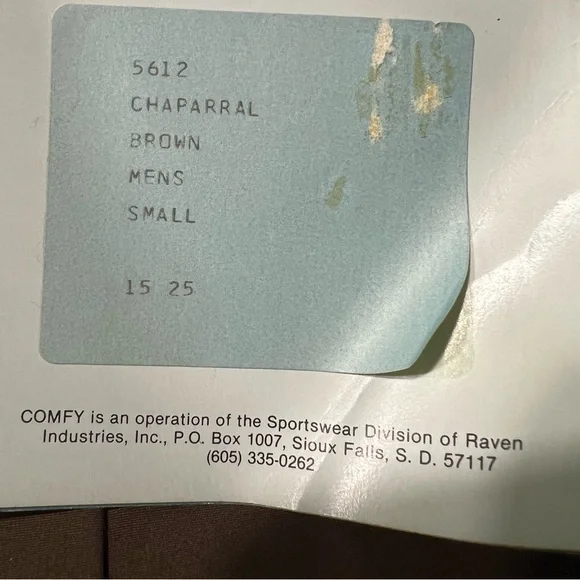 5612
CHAPARRAL
BROWN
MENS
SMALL
15 25
COMFY is an operation of the Sportswear Division of Raven
Industries, Inc., P.O. Box 1007, Sioux Falls, S. D. 57117
(605) 335-0262